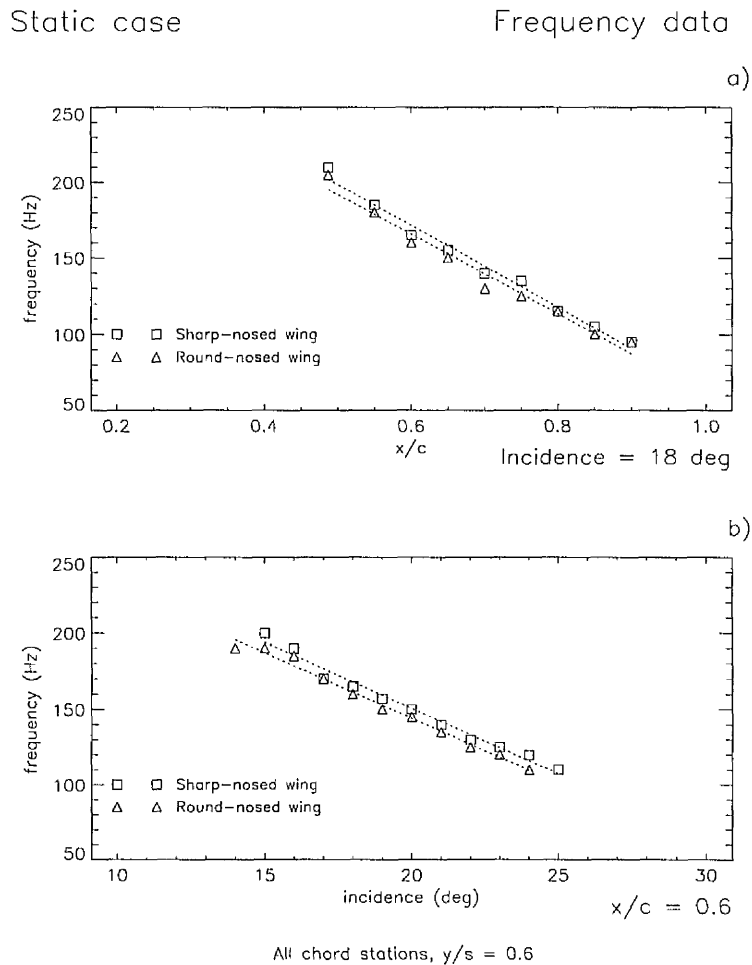 Static case
Frequency data
a)
250
200
150
100
50
frequency (Hz)
Sharp-nosed wing
Round-nosed wing
0.2 0.4 0.6 0.8 1.0
x/c
Incidence = 18 deg
b)
250
200
150
100
50
frequency (Hz)
Sharp-nosed wing
Round-nosed wing
10 15 20 25 30
incidence (deg)
x/c = 0.6
All chord stations, y/s = 0.6